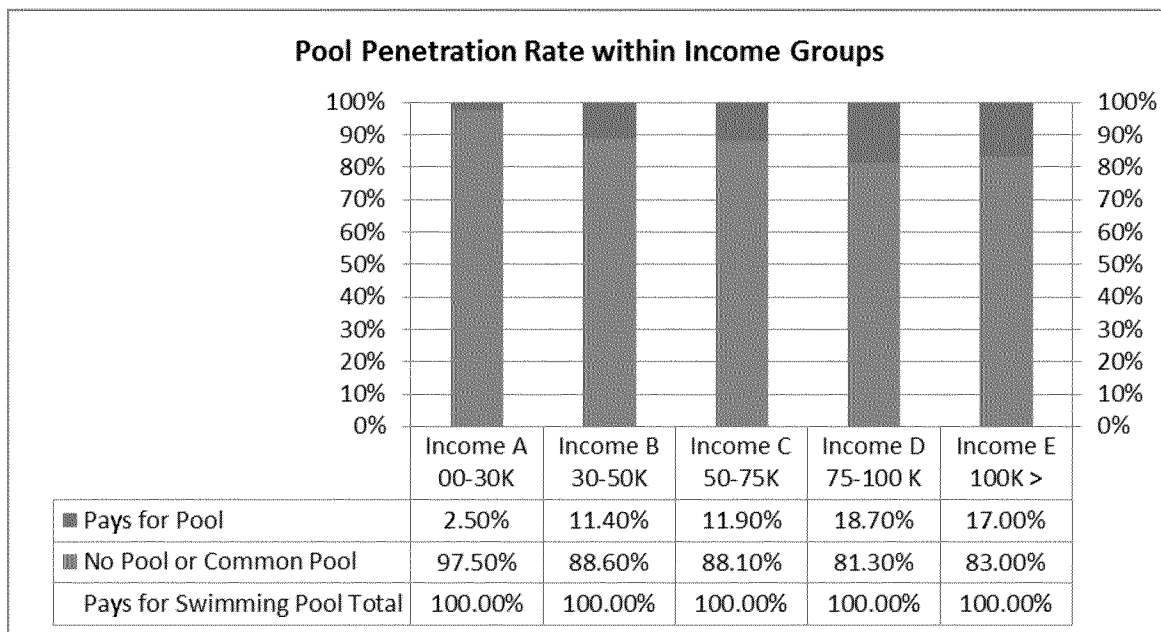 Pool Penetration Rate within Income Groups
100% 100%
90% 90%
80% 80%
70% 70%
60% 60%
50% 50%
40% 40%
30% 30%
20% 20%
10% 10%
0% 0%
Income A Income B Income C Income D Income E
00-30K 30-50K 50-75K 75-100 K 100K >
Pays for Pool 2.50% 11.40% 11.90% 18.70% 17.00%
No Pool or Common Pool 97.50% 88.60% 88.10% 81.30% 83.00%
Pays for Swimming Pool Total 100.00% 100.00% 100.00% 100.00% 100.00%